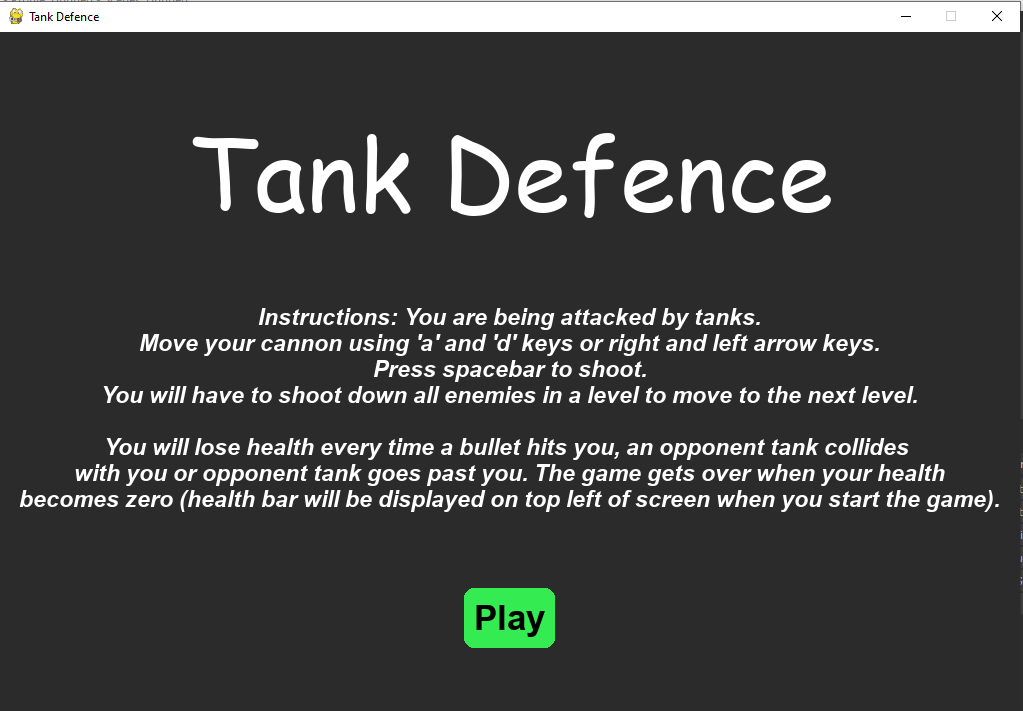 Tank Defence
Tank Defence
Instructions: You are being attacked by tanks.
Move your cannon using 'a' and 'd' keys or right and left arrow keys.
Press spacebar to shoot.
You will have to shoot down all enemies in a level to move to the next level.
You will lose health every time a bullet hits you, an opponent tank collides
with you or opponent tank goes past you. The game gets over when your health
becomes zero (health bar will be displayed on top left of screen when you start the game).
Play